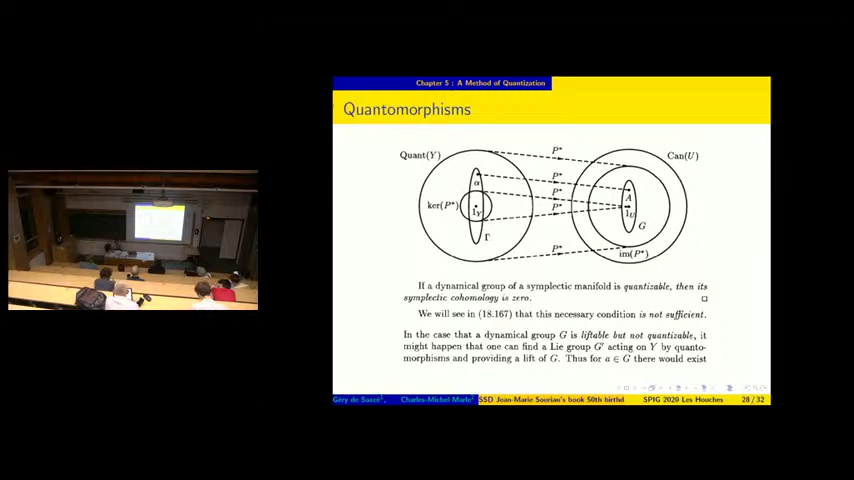 Chapter 5 : A Method of Quantization
Quantomorphisms
Quant(Y)
P*
Can(U)
P*
α
P*
A
ker(P*)
1Y
P*
1U
G
Γ
P*
im(P*)
If a dynamical group of a symplectic manifold is quantizable, then its
symplectic cohomology is zero.
We will see in (18.167) that this necessary condition is not sufficient.
In the case that a dynamical group G is liftable but not quantizable, it
might happen that one can find a Lie group G′ acting on Y by quanto-
morphisms and providing a lift of G. Thus for a ∈ G there would exist
Géry de Saxcé¹, Charles-Michel Marle² SSD Jean-Marie Souriau's book 50th birthd SPIG 2020 Les Houches 28 / 32